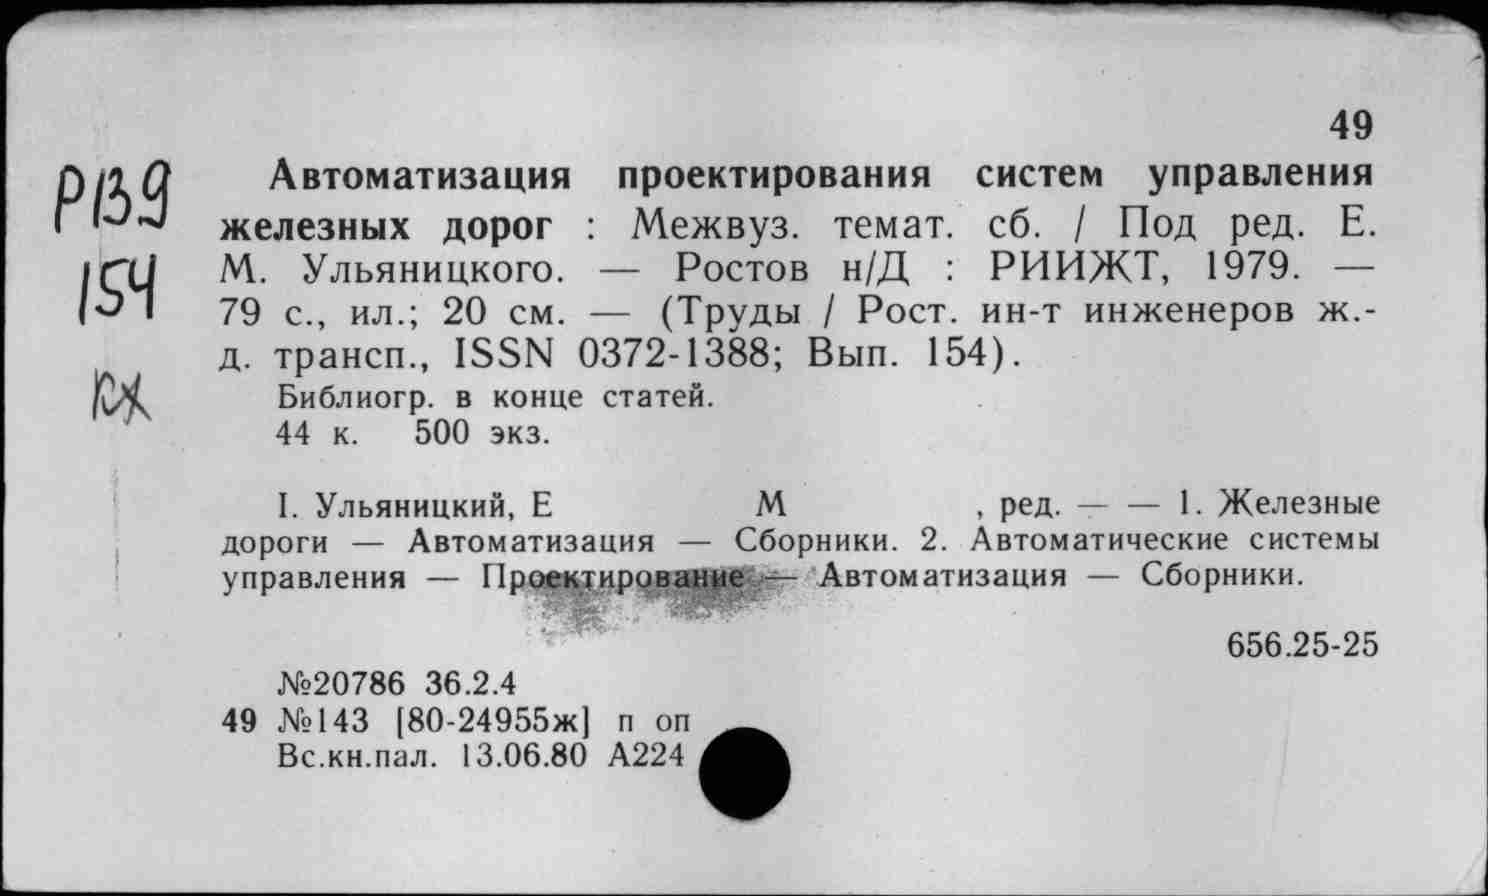 49
Р139
154
Автоматизация проектирования систем управления
железных дорог : Межвуз. темат. сб. / Под ред. Е.
М. Ульяницкого. — Ростов н/Д : РИИЖТ, 1979. —
79 с., ил.; 20 см. — (Труды / Рост. ин-т инженеров ж.-
д. трансп., ISSN 0372-1388; Вып. 154).
Библиогр. в конце статей.
44 к. 500 экз.
I. Ульяницкий, Е М , ред. — — 1. Железные
дороги — Автоматизация — Сборники. 2. Автоматические системы
управления — Проектирование — Автоматизация — Сборники.
656.25-25
№20786 36.2.4
49 №143 [80-24955ж] п оп
Вс.кн.пал. 13.06.80 А224